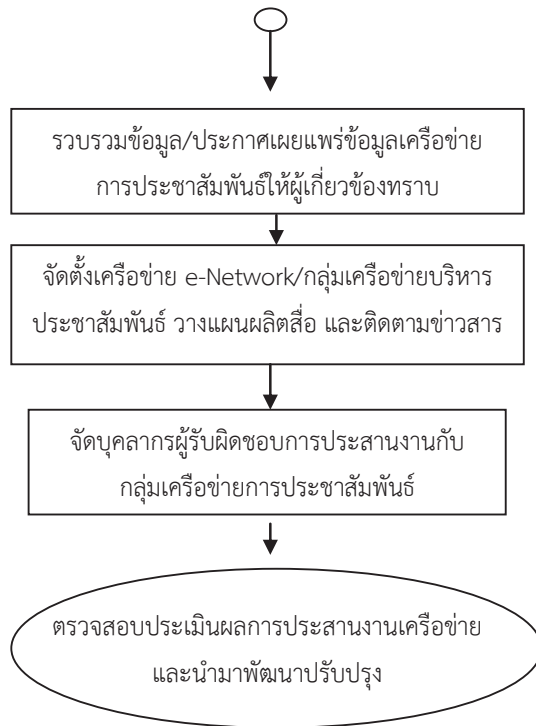 รวบรวมข้อมูล/ประกาศเผยแพร่ข้อมูลเครือข่าย
การประชาสัมพันธ์ให้ผู้เกี่ยวข้องทราบ
จัดตั้งเครือข่าย e-Network/กลุ่มเครือข่ายบริหาร
ประชาสัมพันธ์ วางแผนผลิตสื่อ และติดตามข่าวสาร
จัดบุคลากรผู้รับผิดชอบการประสานงานกับ
กลุ่มเครือข่ายการประชาสัมพันธ์
ตรวจสอบประเมินผลการประสานงานเครือข่าย
และนำมาพัฒนาปรับปรุง